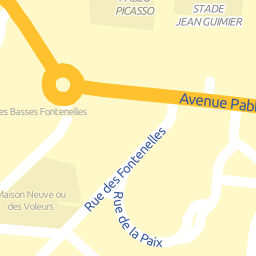 PABLO
PICASSO
STADE
JEAN GUIMIER
Avenue Pabl
es Basses Fontenelles
Rue des Fontenelles
Maison Neuve ou
des Voleurs
Rue de la Paix